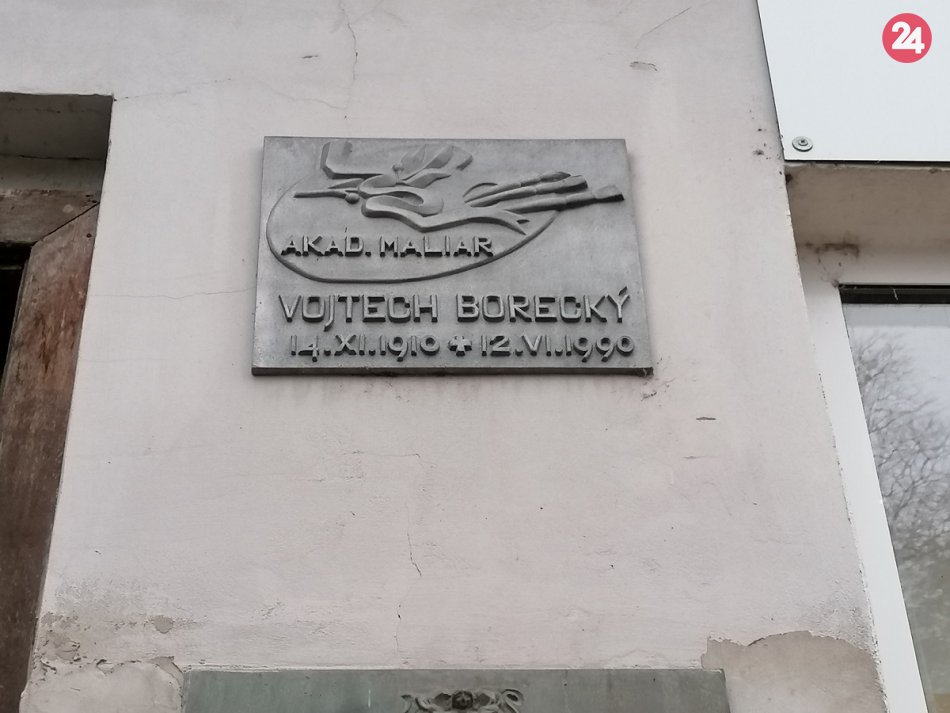 24
AKAD. MALIAR
VOJTECH BORECKÝ
14.XI.1910 ✠ 12.VI.1990